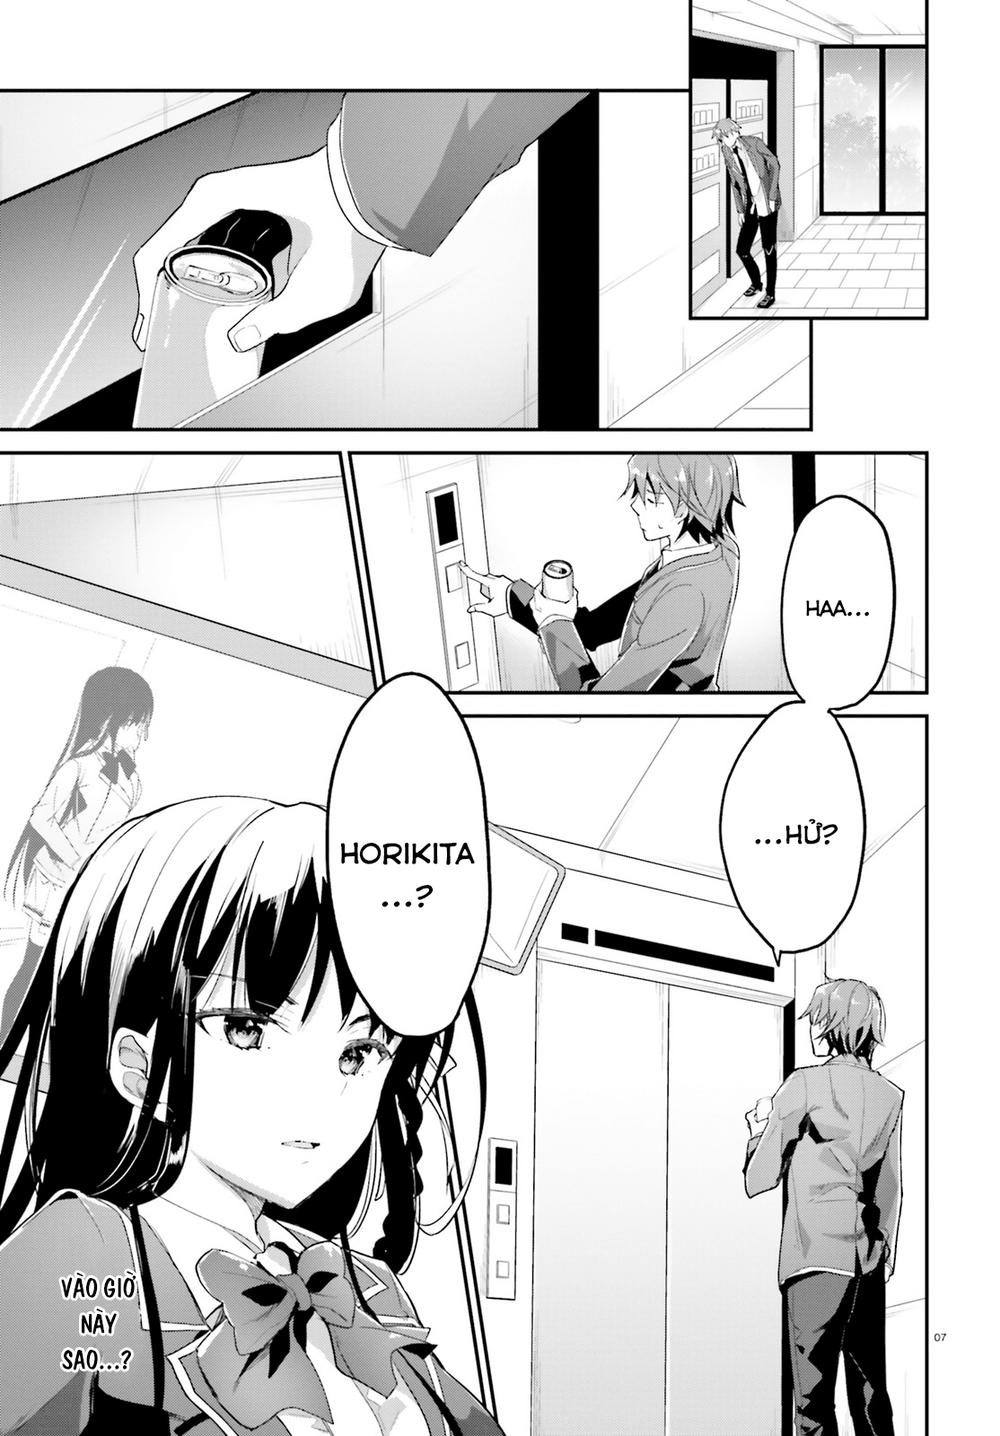 HAA...
...HỬ?
HORIKITA
...?
VÀO GIỜ
NÀY
SAO...?
07